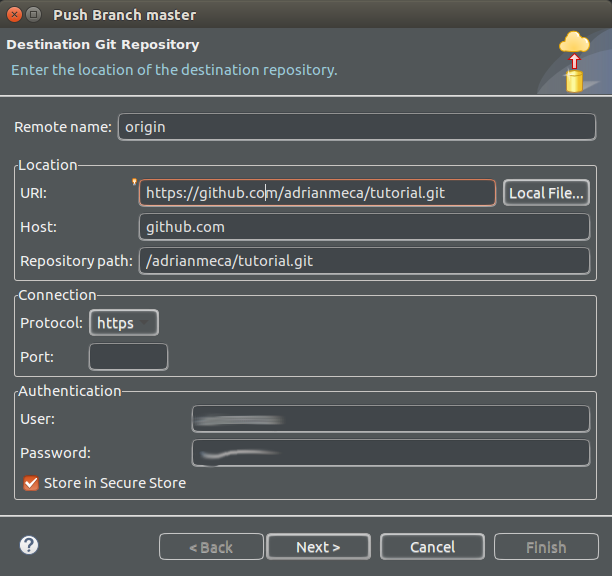 Push Branch master
Destination Git Repository
Enter the location of the destination repository.
Remote name: origin
Location
URI: https://github.com/adrianmeca/tutorial.git Local File...
Host: github.com
Repository path: /adrianmeca/tutorial.git
Connection
Protocol: https
Port:
Authentication
User:
Password:
Store in Secure Store
? < Back Next > Cancel Finish